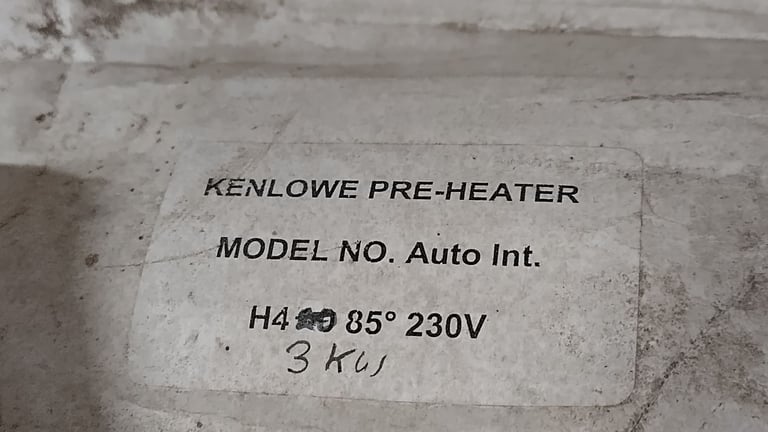 KENLOWE PRE-HEATER
MODEL NO. Auto Int.
H4 85° 230V
3 KW